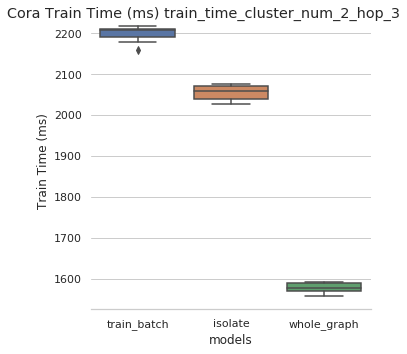 Cora Train Time (ms) train_time_cluster_num_2_hop_3
2200
2100
2000
1900
1800
1700
1600
Train Time (ms)
train_batch isolate whole_graph
models